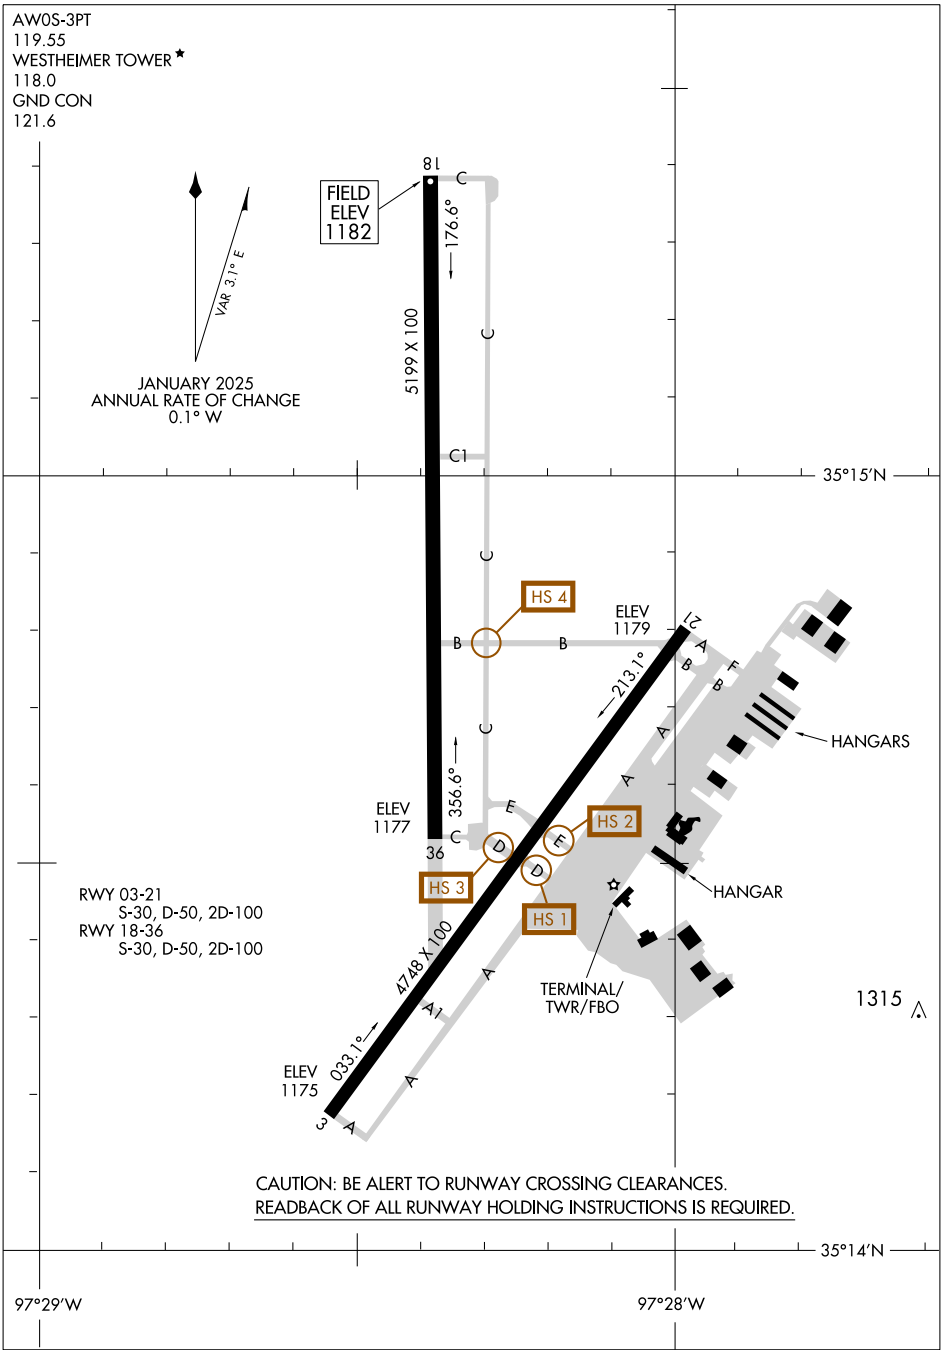 AWOS-3PT
119.55
WESTHEIMER TOWER★
118.0
GND CON
121.6
18
C
FIELD
ELEV
1182
176.6°
VAR 3.1° E
C
5199 X 100
JANUARY 2025
ANNUAL RATE OF CHANGE
0.1° W
C1
35°15'N
C
HS 4
ELEV
1179
21
B
B
A
F
B
B
213.1°
C
A
HANGARS
A
356.6°
E
ELEV
1177
HS 2
C
36
D
E
D
HS 3
HANGAR
HS 1
RWY 03-21
S-30, D-50, 2D-100
RWY 18-36
S-30, D-50, 2D-100
4748 X 100
A
TERMINAL/
TWR/FBO
1315
A1
033.1°
ELEV
1175
A
3
A
CAUTION: BE ALERT TO RUNWAY CROSSING CLEARANCES.
READBACK OF ALL RUNWAY HOLDING INSTRUCTIONS IS REQUIRED.
35°14'N
97°29'W
97°28'W